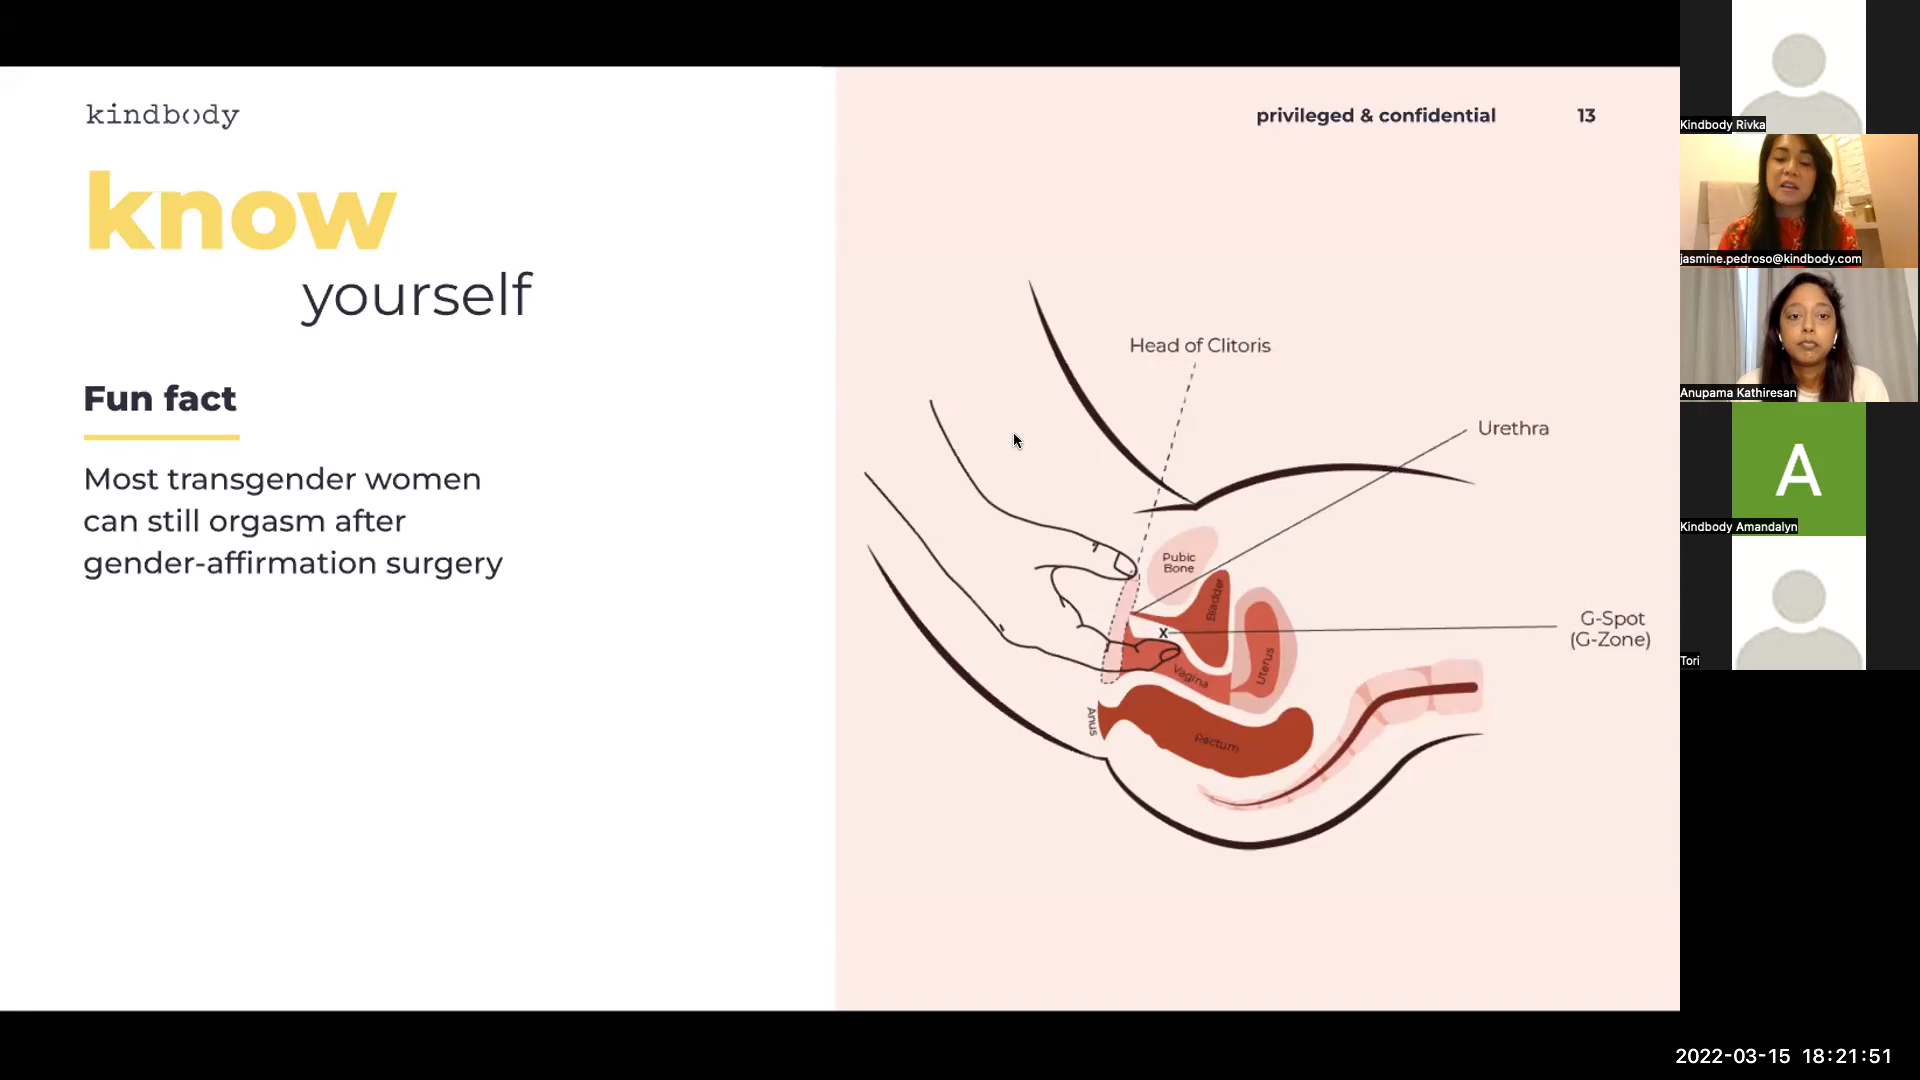 kindbody
know
yourself
Fun fact
Most transgender women
can still orgasm after
gender-affirmation surgery
privileged & confidential
13
Head of Clitoris
Urethra
Pubic
Bone
Bladder
G-Spot
(G-Zone)
x
Uterus
Vagina
Anus
Rectum
Kindbody Rivka
jasmine.pedroso@kindbody.com
Anupama Kathiresan
A
Kindbody Amandalyn
Tori
2022-03-15 18:21:51